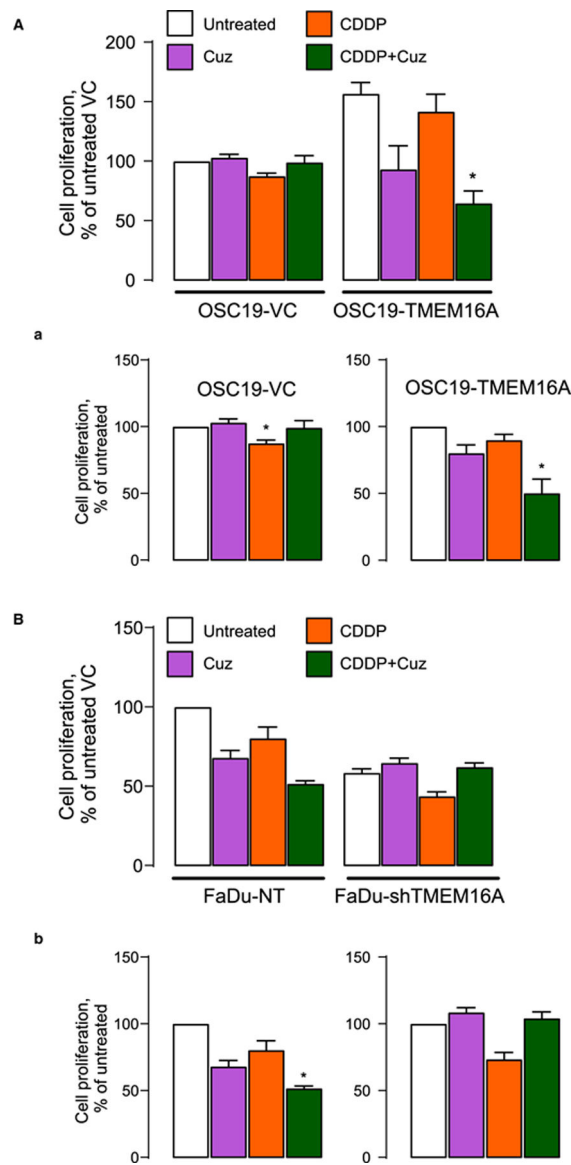 A
Untreated
CDDP
Cuz
CDDP+Cuz
Cell proliferation,
% of untreated VC
200
150
100
50
0
*
OSC19-VC
OSC19-TMEM16A
a
Cell proliferation,
% of untreated
150
100
50
0
OSC19-VC
*
150
100
50
0
OSC19-TMEM16A
*
B
Untreated
CDDP
Cuz
CDDP+Cuz
Cell proliferation,
% of untreated VC
150
100
50
0
FaDu-NT
FaDu-shTMEM16A
b
Cell proliferation,
% of untreated
150
100
50
0
*
150
100
50
0